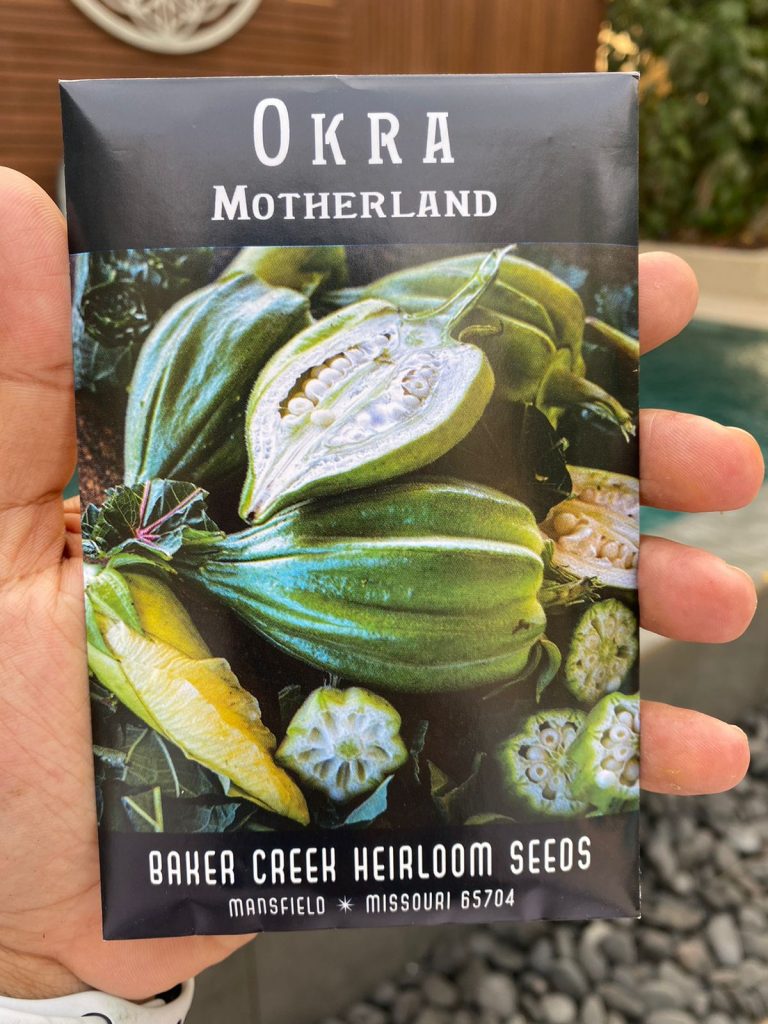 OKRA
MOTHERLAND
BAKER CREEK HEIRLOOM SEEDS
MANSFIELD ✴ MISSOURI 65704